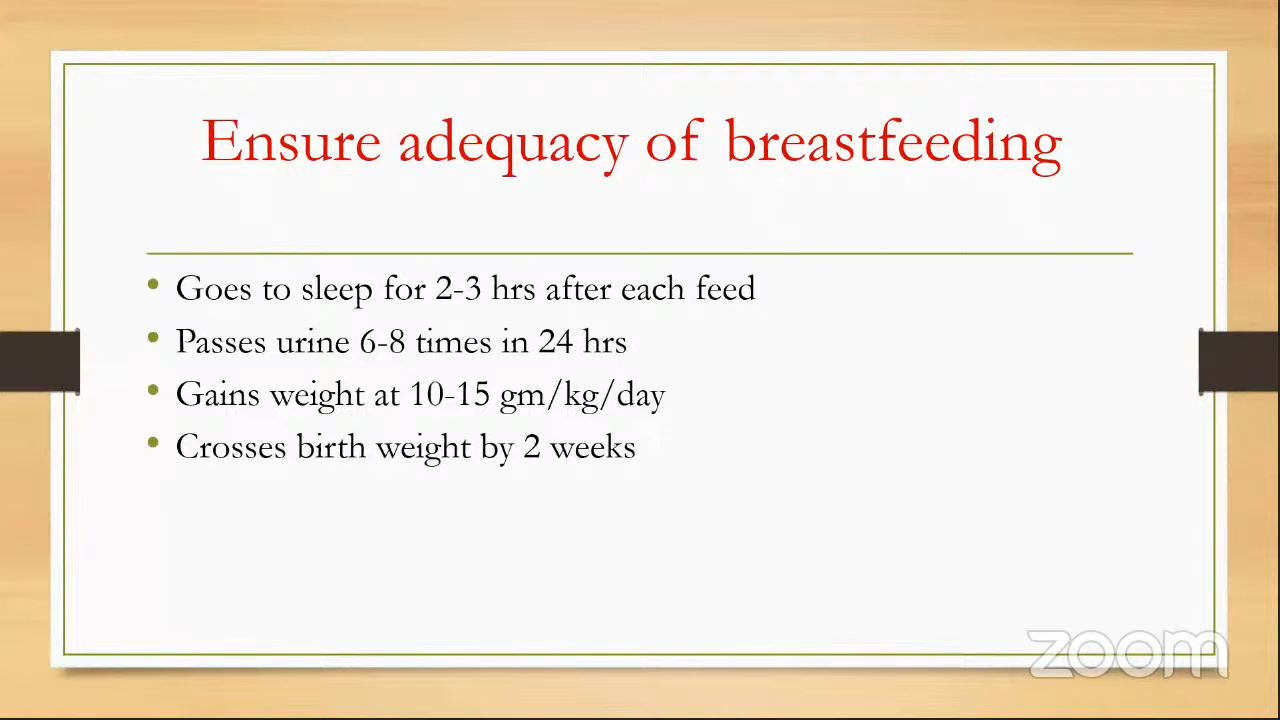 Ensure adequacy of breastfeeding
• Goes to sleep for 2-3 hrs after each feed
• Passes urine 6-8 times in 24 hrs
• Gains weight at 10-15 gm/kg/day
• Crosses birth weight by 2 weeks
zoom